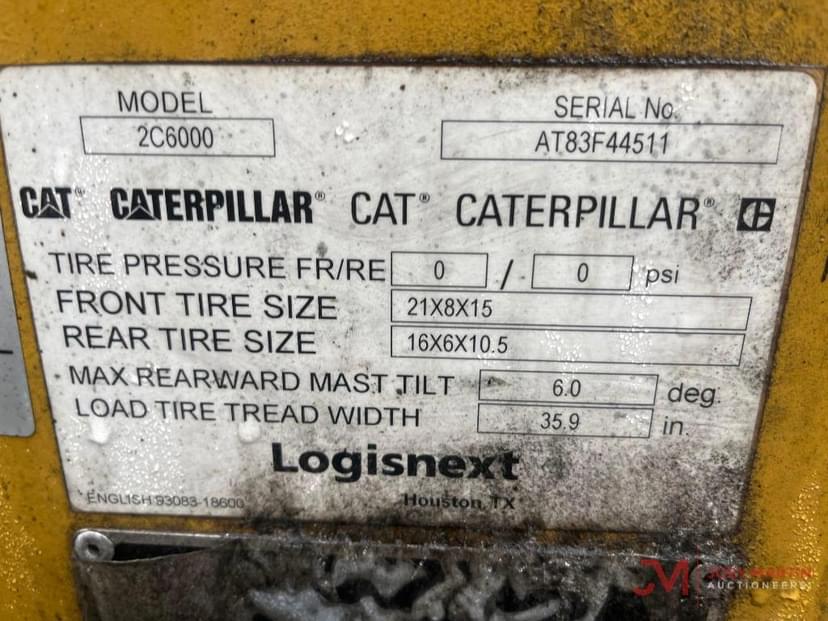 MODEL SERIAL No.
2C6000 AT83F44511
CAT® CATERPILLAR® CAT® CATERPILLAR®
TIRE PRESSURE FR/RE 0 / 0 psi
FRONT TIRE SIZE 21X8X15
REAR TIRE SIZE 16X6X10.5
MAX REARWARD MAST TILT 6.0 deg.
LOAD TIRE TREAD WIDTH 35.9 in.
Logisnext
ENGLISH 93083-18600 Houston, TX
AUCTIONEERS